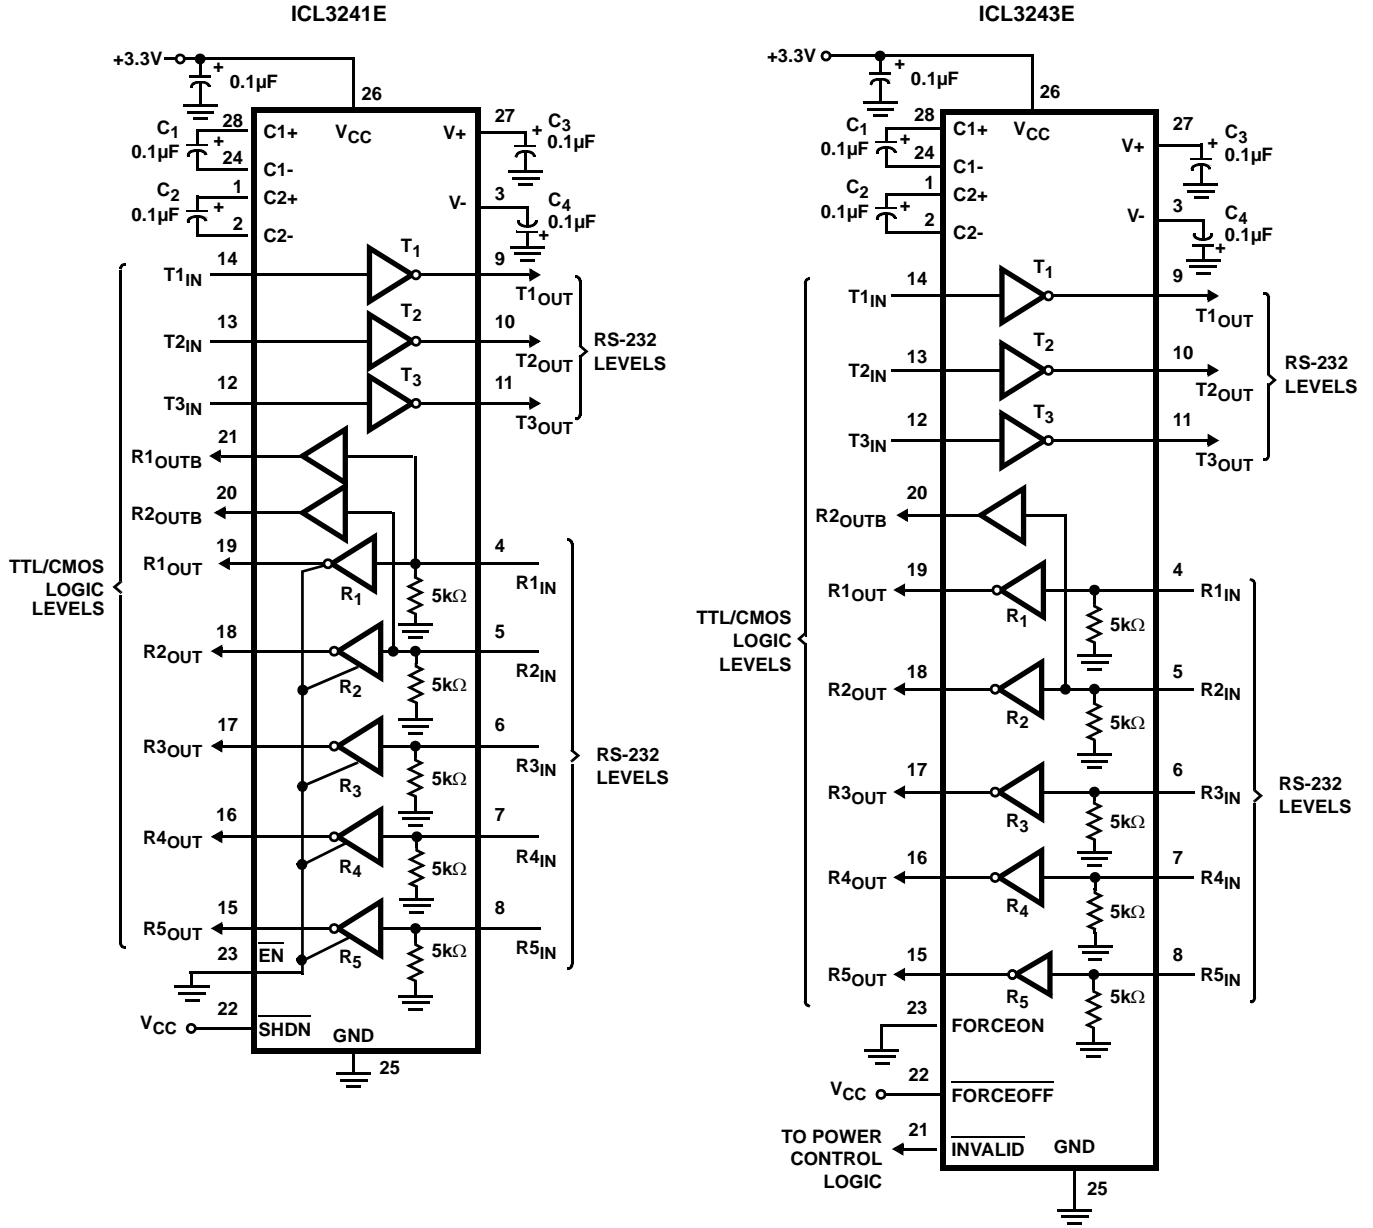 ICL3241E
+3.3V
+
0.1µF
26
28
C1+
VCC
V+
27
C1
0.1µF
+
24
C1-
+
C3
0.1µF
1
C2+
C2
0.1µF
+
2
C2-
V-
3
C4
0.1µF
+
T1IN
14
T1
9
T1OUT
T2IN
13
T2
10
T2OUT
RS-232
LEVELS
T3IN
12
T3
11
T3OUT
21
R1OUTB
20
R2OUTB
TTL/CMOS
LOGIC
LEVELS
19
R1OUT
R1
4
R1IN
5kΩ
18
R2OUT
R2
5
R2IN
5kΩ
17
R3OUT
R3
6
R3IN
5kΩ
RS-232
LEVELS
16
R4OUT
R4
7
R4IN
5kΩ
15
R5OUT
R5
8
R5IN
5kΩ
23
EN
22
VCC
SHDN
GND
25
ICL3243E
+3.3V
+
0.1µF
26
28
C1+
VCC
V+
27
C1
0.1µF
+
24
C1-
+
C3
0.1µF
1
C2+
C2
0.1µF
+
2
C2-
V-
3
C4
0.1µF
+
T1IN
14
T1
9
T1OUT
T2IN
13
T2
10
T2OUT
RS-232
LEVELS
T3IN
12
T3
11
T3OUT
20
R2OUTB
TTL/CMOS
LOGIC
LEVELS
19
R1OUT
R1
4
R1IN
5kΩ
18
R2OUT
R2
5
R2IN
5kΩ
17
R3OUT
R3
6
R3IN
5kΩ
RS-232
LEVELS
16
R4OUT
R4
7
R4IN
5kΩ
15
R5OUT
R5
8
R5IN
5kΩ
23
FORCEON
22
VCC
FORCEOFF
21
TO POWER
CONTROL
LOGIC
INVALID
GND
25